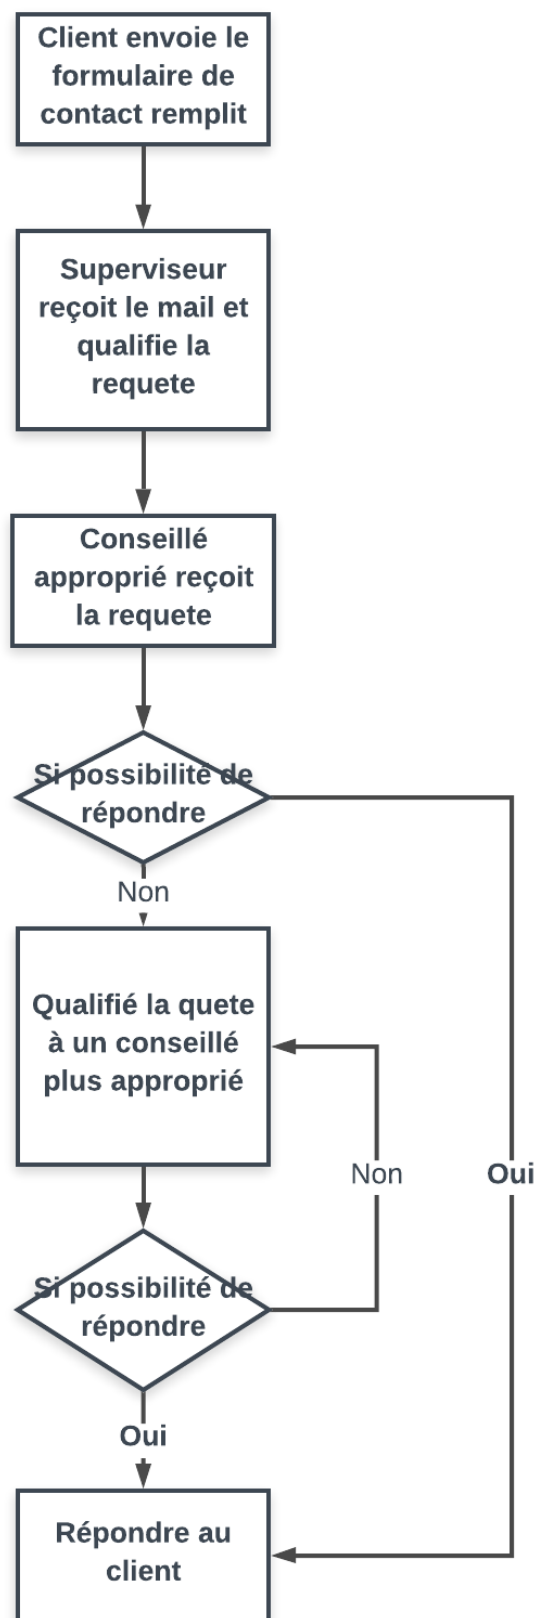 Client envoie le
formulaire de
contact remplit
Superviseur
reçoit le mail et
qualifie la
requete
Conseillé
approprié reçoit
la requete
Si possibilité de
répondre
Non
Qualifié la quete
à un conseillé
plus approprié
Non
Oui
Si possibilité de
répondre
Oui
Répondre au
client